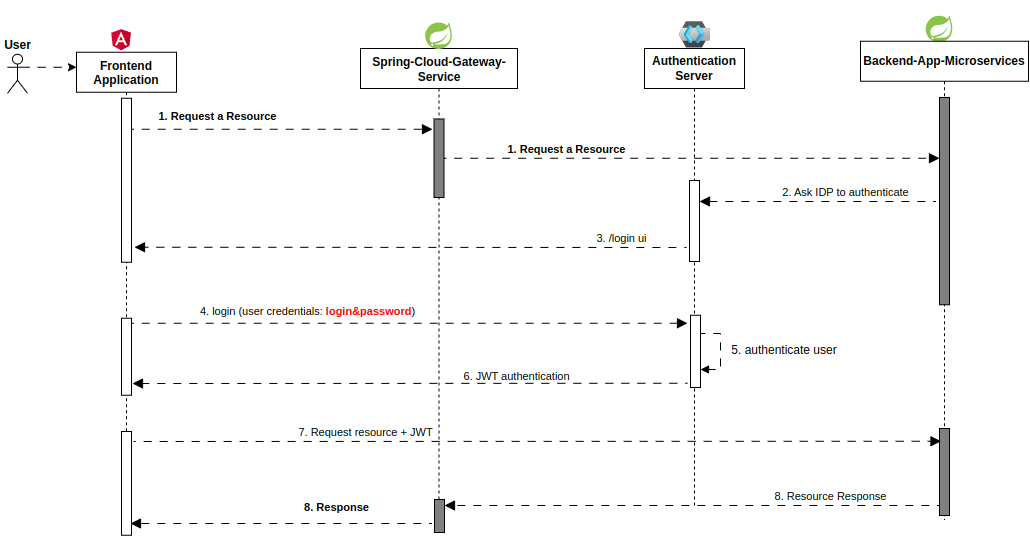 User
Frontend
Application
Spring-Cloud-Gateway-
Service
Authentication
Server
Backend-App-Microservices
1. Request a Resource
1. Request a Resource
2. Ask IDP to authenticate
3. /login ui
4. login (user credentials: login&password)
5. authenticate user
6. JWT authentication
7. Request resource + JWT
8. Resource Response
8. Response